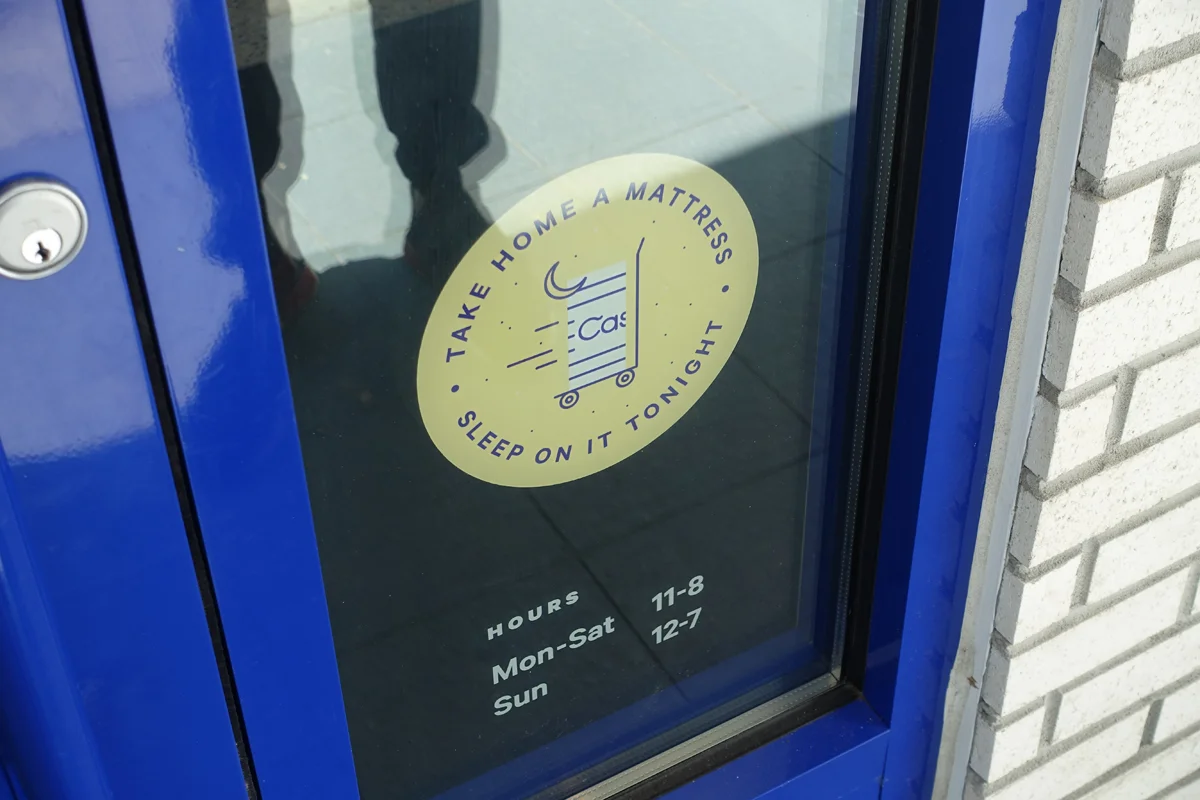 TAKE HOME A MATTRESS
Cas
• SLEEP ON IT TONIGHT •
HOURS
Mon-Sat 11-8
Sun 12-7